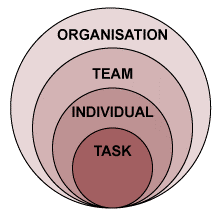 ORGANISATION
TEAM
INDIVIDUAL
TASK